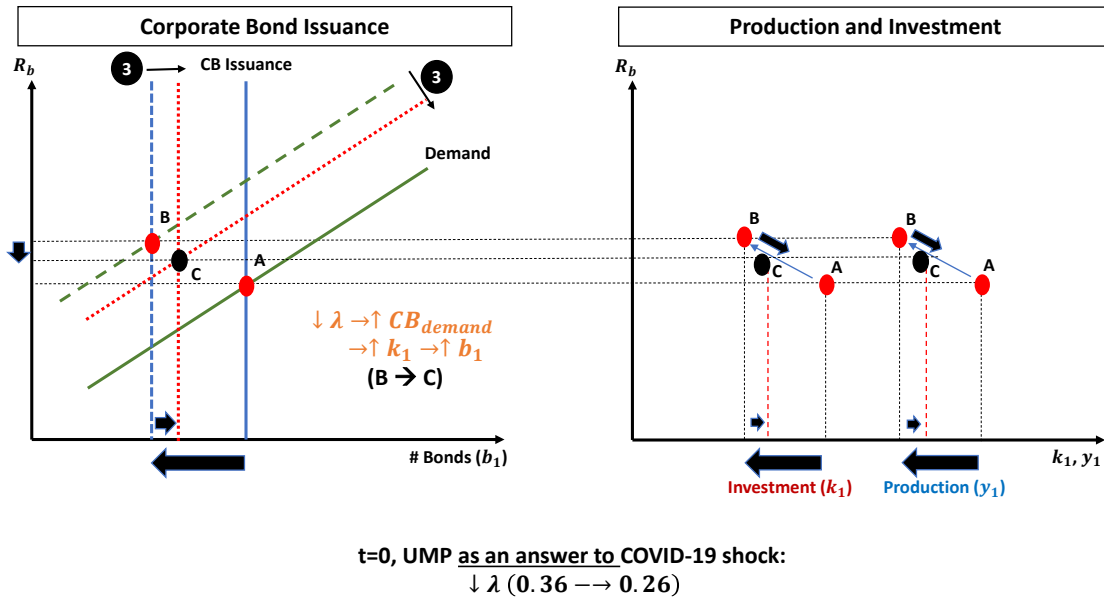 Corporate Bond Issuance
Production and Investment
R_b
3
CB Issuance
3
R_b
Demand
B
C
A
B
C
A
B
C
A
↓ λ →↑ CB_demand
→↑ k_1 →↑ b_1
(B → C)
# Bonds (b_1)
k_1, y_1
Investment (k_1)
Production (y_1)
t=0, UMP as an answer to COVID-19 shock:
↓ λ (0.36 −→ 0.26)